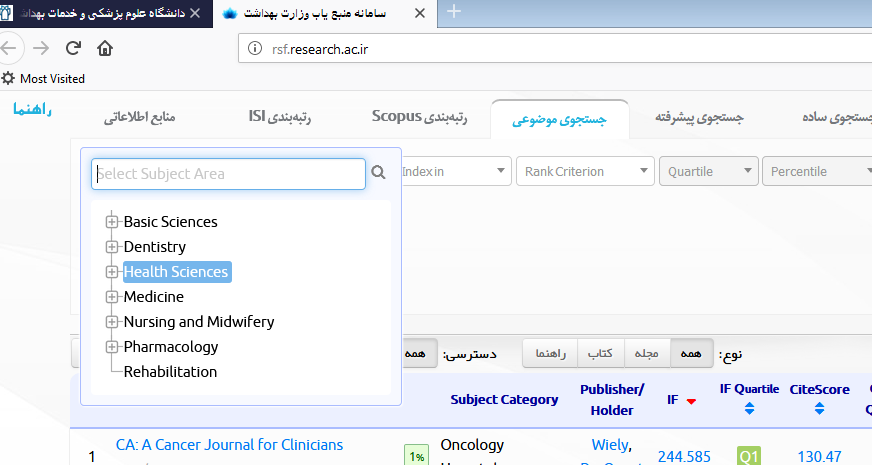 دانشگاه علوم پزشکی و خدمات بهداش
سامانه منبع یاب وزارت بهداشت
rsf.research.ac.ir
Most Visited
راهنما
منابع اطلاعاتی
رتبه‌بندی ISI
رتبه‌بندی Scopus
جستجوی موضوعی
جستجوی پیشرفته
جستجوی ساده
Select Subject Area
Index in
Rank Criterion
Quartile
Percentile
Basic Sciences
Dentistry
Health Sciences
Medicine
Nursing and Midwifery
Pharmacology
Rehabilitation
نوع: همه مجله کتاب راهنما
دسترسی: همه
Subject Category
Publisher/
Holder
IF
IF Quartile
CiteScore
1
CA: A Cancer Journal for Clinicians
1%
Oncology
Wiely,
244.585
Q1
130.47